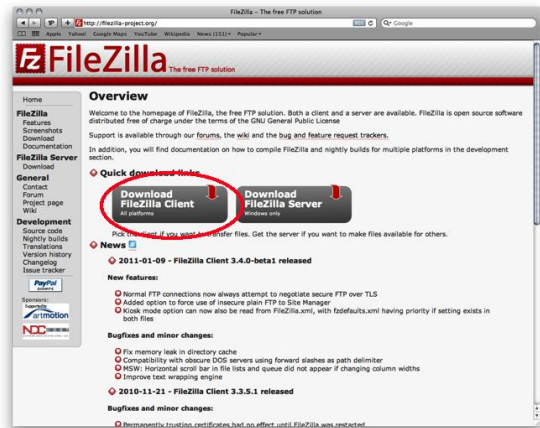 FileZilla - The free FTP solution
http://filezilla-project.org/
Google
Apple Yahoo! Google Maps YouTube Wikipedia News (151) Popular
FileZilla The free FTP solution
Home
FileZilla
Features
Screenshots
Download
Documentation
FileZilla Server
Download
General
Contact
Forum
Project page
Wiki
Development
Source code
Nightly builds
Translations
Version history
Changelog
Issue tracker
PayPal
DONATE
Sponsors:
artmotion
NDC
Overview
Welcome to the homepage of FileZilla, the free FTP solution. Both a client and a server are available. FileZilla is open source software
distributed free of charge under the terms of the GNU General Public License
Support is available through our forums, the wiki and the bug and feature request trackers.
In addition, you will find documentation on how to compile FileZilla and nightly builds for multiple platforms in the development
section.
Quick download links
Download
FileZilla Client
All platforms
Download
FileZilla Server
Windows only
Pick the client if you want to transfer files. Get the server if you want to make files available for others.
News
2011-01-09 - FileZilla Client 3.4.0-beta1 released
New features:
Normal FTP connections now always attempt to negotiate secure FTP over TLS
Added option to force use of insecure plain FTP to Site Manager
Kiosk mode option can now also be read from FileZilla.xml, with fzdefaults.xml having priority if setting exists in
both files
Bugfixes and minor changes:
Fix memory leak in directory cache
Compatibility with obscure DOS servers using forward slashes as path delimiter
MSW: Horizontal scroll bar in file lists and queue did not appear if changing column widths
Improve text wrapping engine
2010-11-21 - FileZilla Client 3.3.5.1 released
Bugfixes and minor changes:
Permanently trusting certificates had no effect until FileZilla was restarted